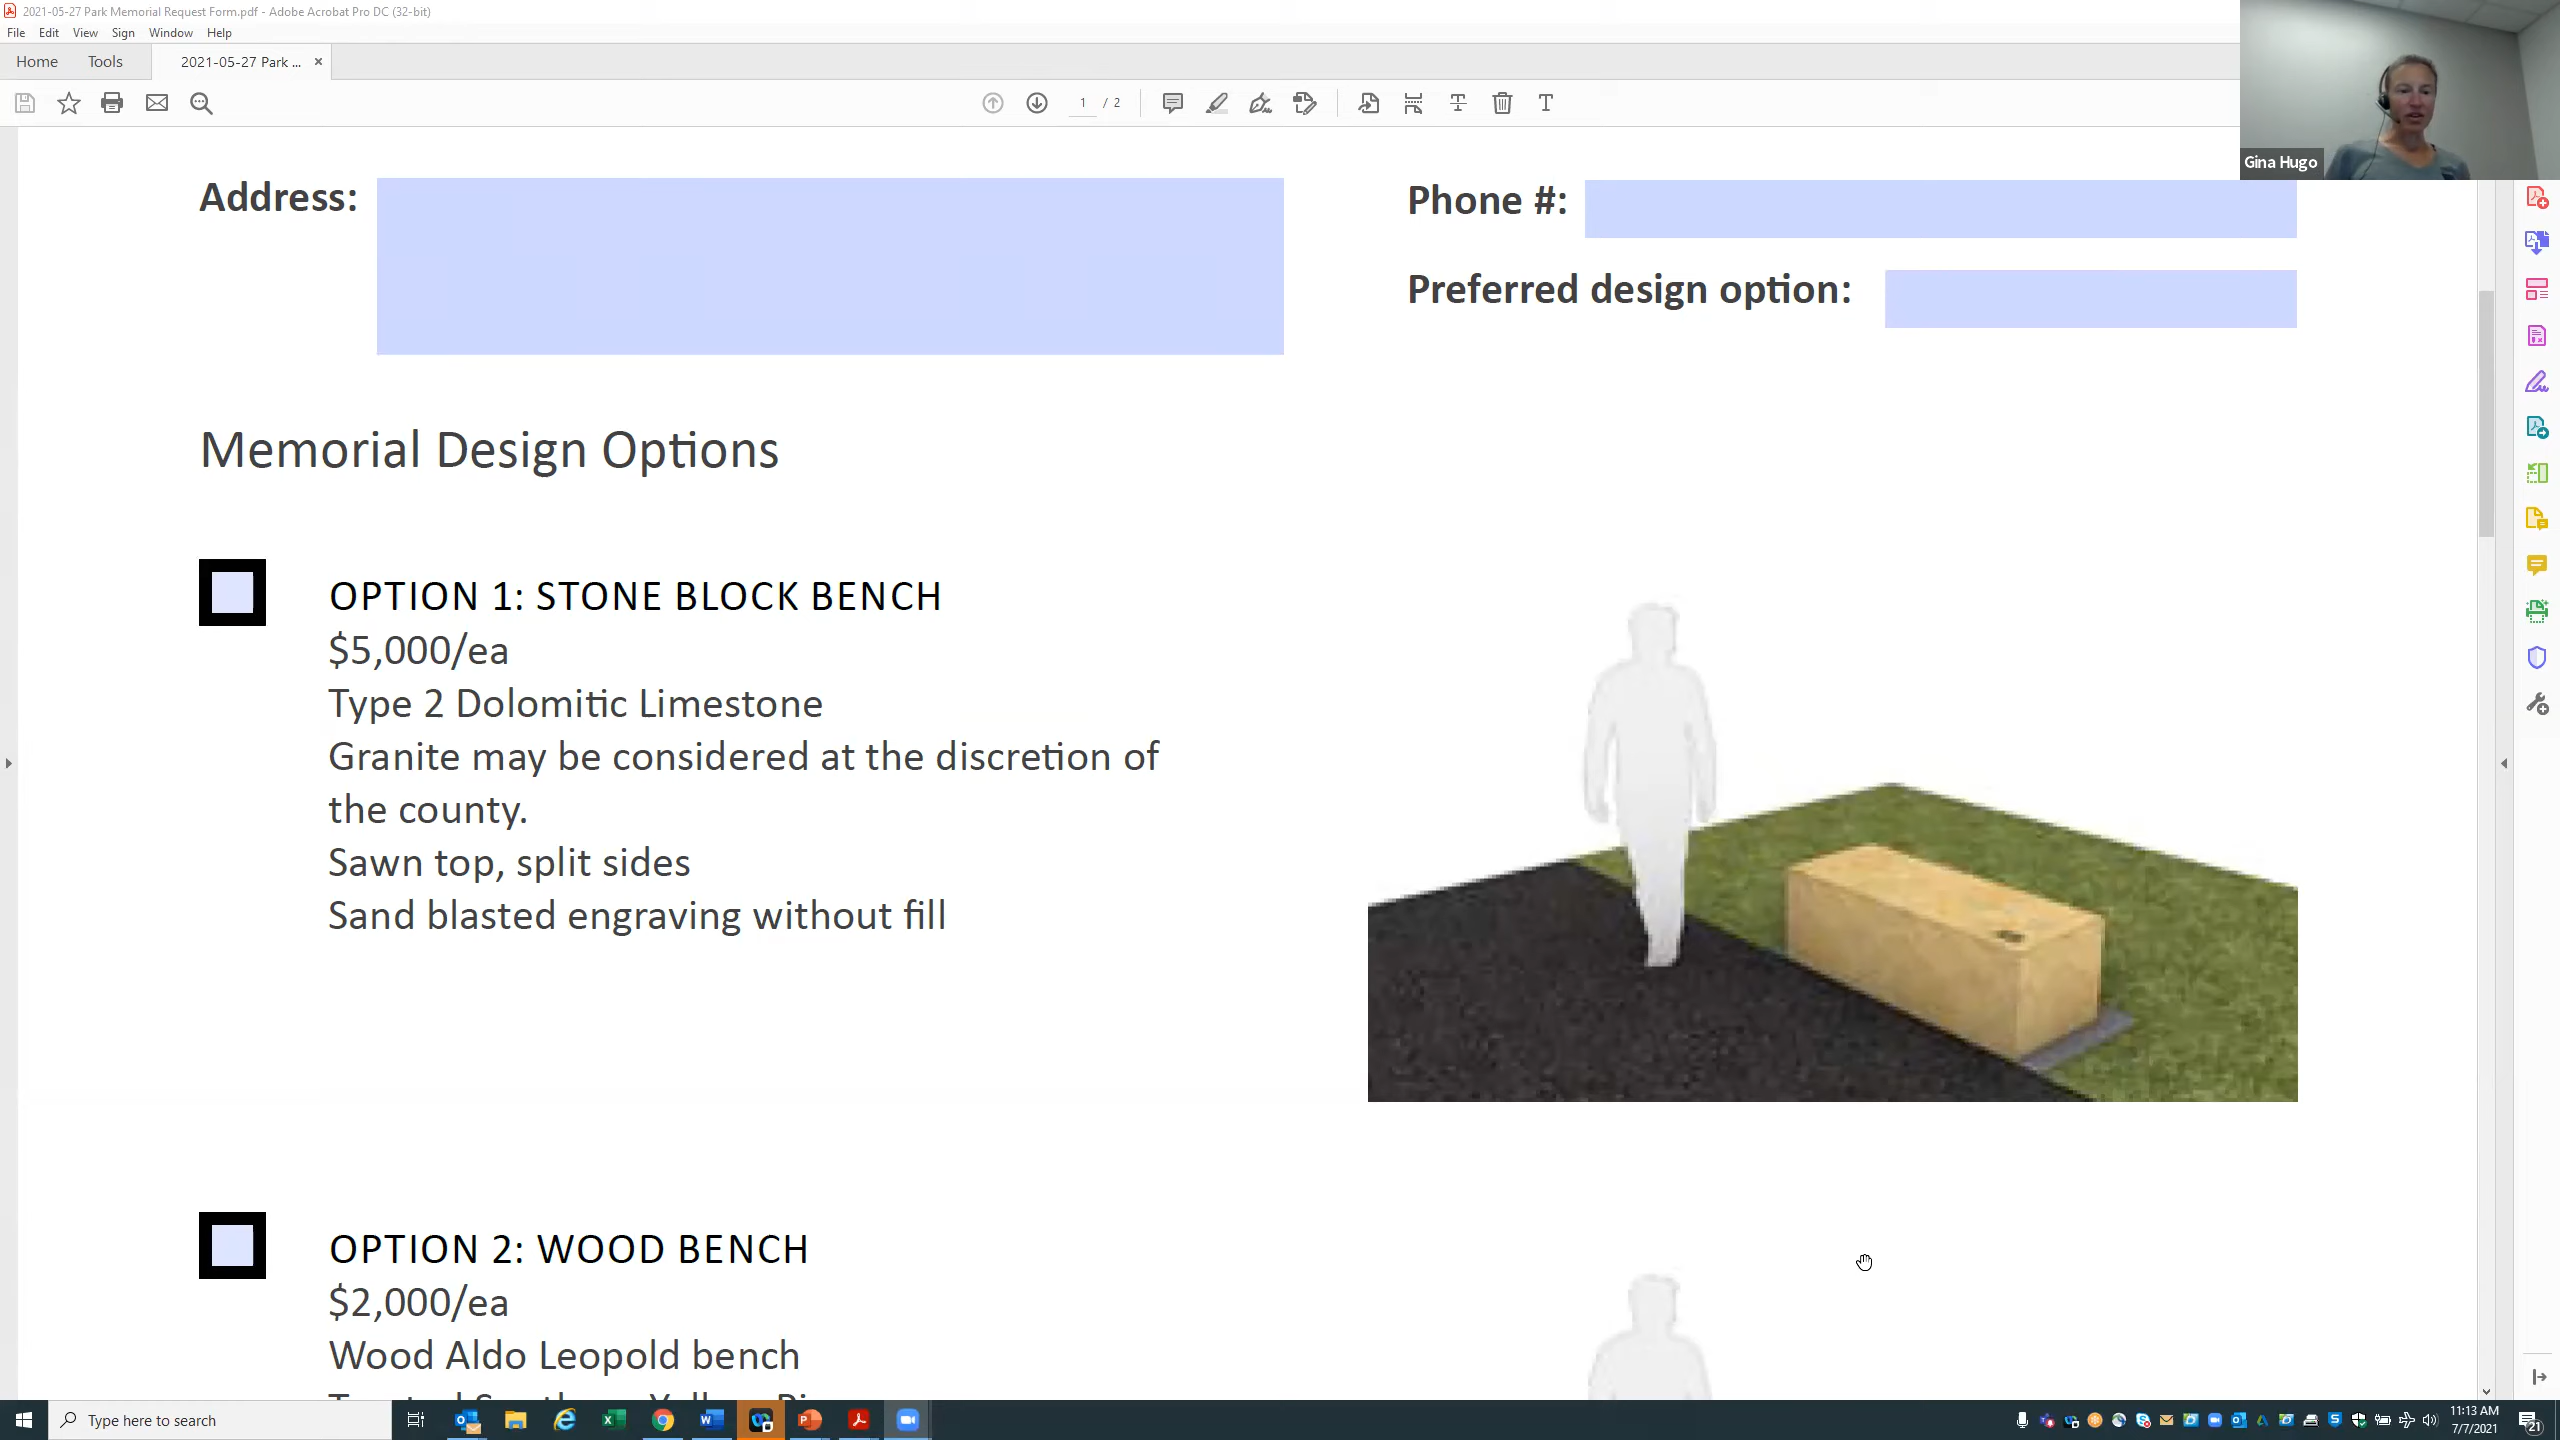 2021-05-27 Park Memorial Request Form.pdf - Adobe Acrobat Pro DC (32-bit)
File Edit View Sign Window Help
Home Tools 2021-05-27 Park ... ×
1 / 2
Gina Hugo
Address:
Phone #:
Preferred design option:
Memorial Design Options
OPTION 1: STONE BLOCK BENCH
$5,000/ea
Type 2 Dolomitic Limestone
Granite may be considered at the discretion of
the county.
Sawn top, split sides
Sand blasted engraving without fill
OPTION 2: WOOD BENCH
$2,000/ea
Wood Aldo Leopold bench
Type here to search
11:13 AM
7/7/2021
21